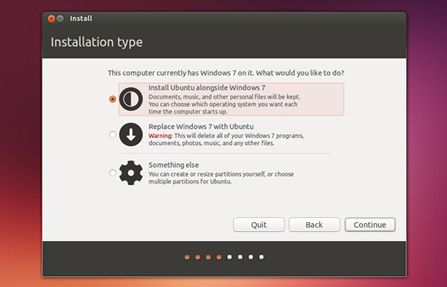 Install
Installation type
This computer currently has Windows 7 on it. What would you like to do?
Install Ubuntu alongside Windows 7
Documents, music, and other personal files will be kept.
You can choose which operating system you want each
time the computer starts up.
Replace Windows 7 with Ubuntu
Warning: This will delete all of your Windows 7 programs,
documents, photos, music, and any other files.
Something else
You can create or resize partitions yourself, or choose
multiple partitions for Ubuntu.
Quit
Back
Continue